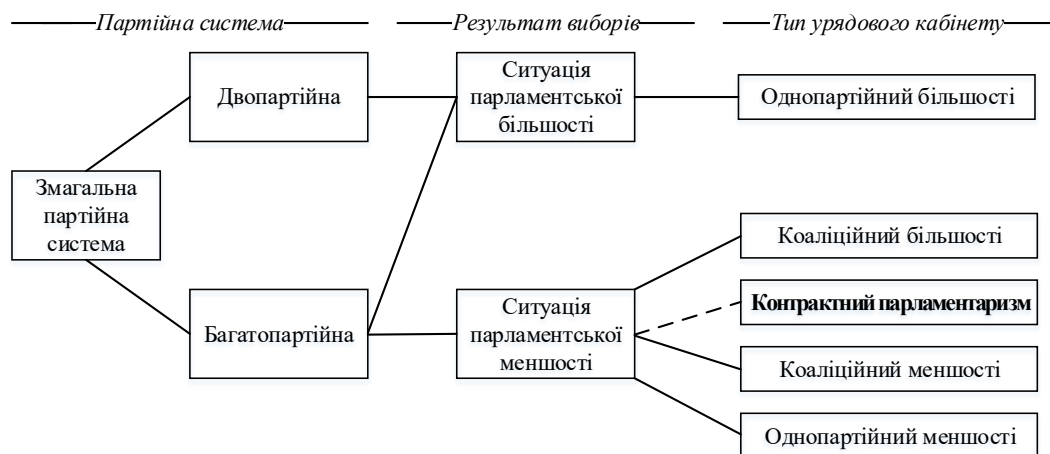 Партійна система
Результат виборів
Тип урядового кабінету
Змагальна
партійна
система
Двопартійна
Багатопартійна
Ситуація
парламентської
більшості
Ситуація
парламентської
меншості
Однопартійний більшості
Коаліційний більшості
Контрактний парламентаризм
Коаліційний меншості
Однопартійний меншості